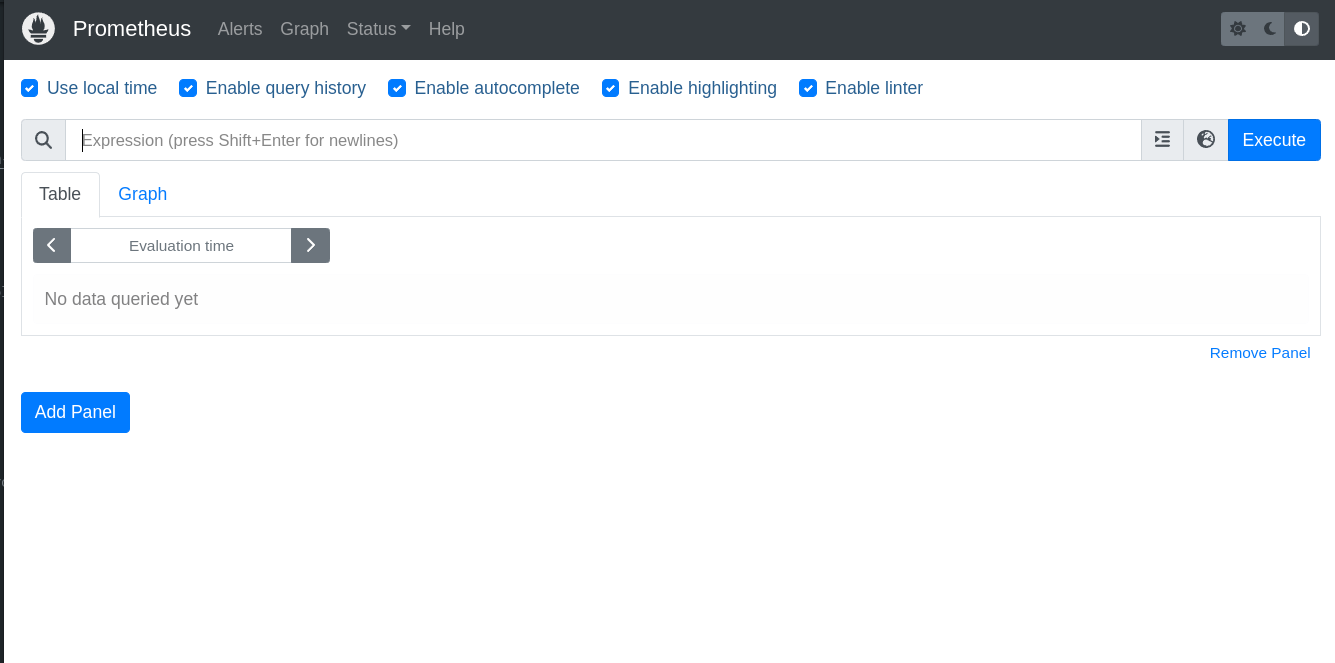 Prometheus Alerts Graph Status Help
Use local time Enable query history Enable autocomplete Enable highlighting Enable linter
Expression (press Shift+Enter for newlines) Execute
Table Graph
Evaluation time
No data queried yet
Remove Panel
Add Panel